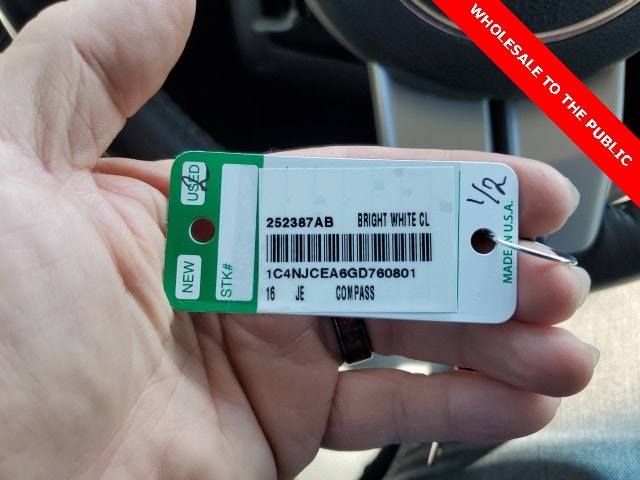 WHOLESALE TO THE PUBLIC
USED
2
NEW
STK#
252387AB BRIGHT WHITE CL
1C4NJCEA6GD760801
16 JE COMPASS
1/2
MADE IN U.S.A.